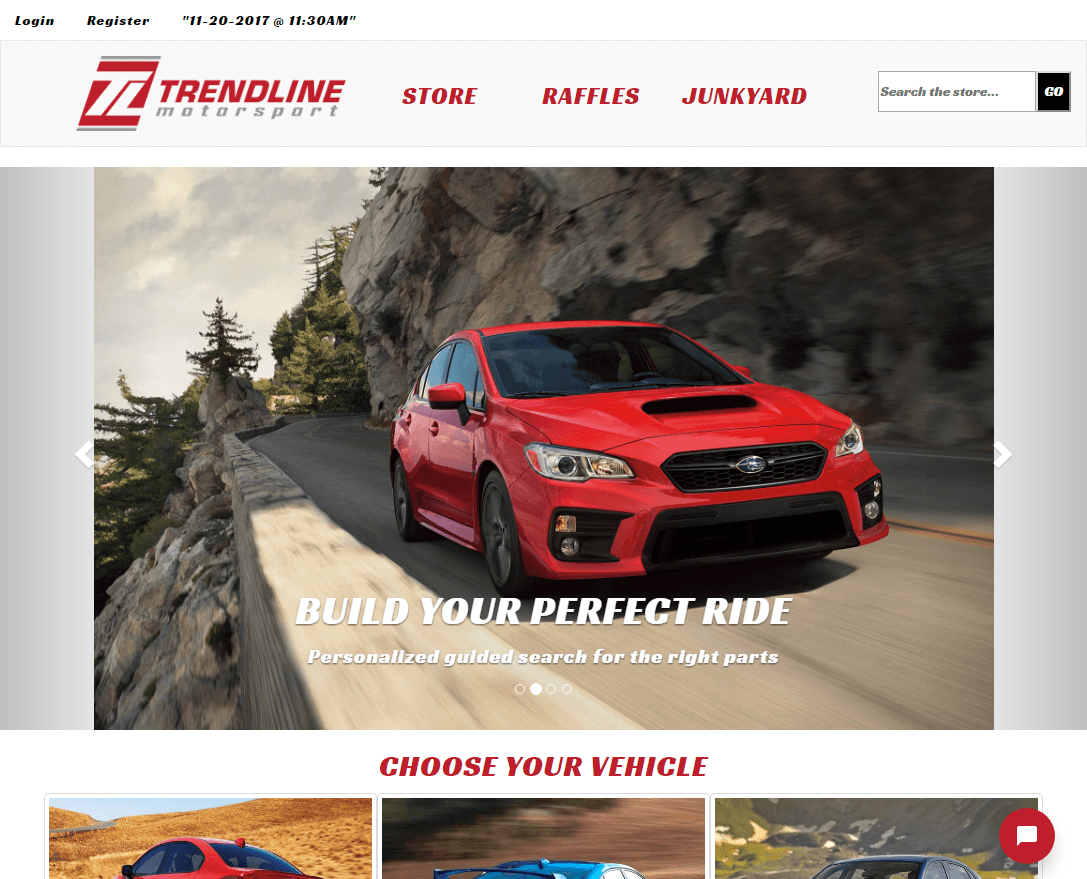 Login Register "11-20-2017 @ 11:30AM"
TRENDLINE
motorsport
STORE RAFFLES JUNKYARD
Search the store... GO
BUILD YOUR PERFECT RIDE
Personalized guided search for the right parts
CHOOSE YOUR VEHICLE